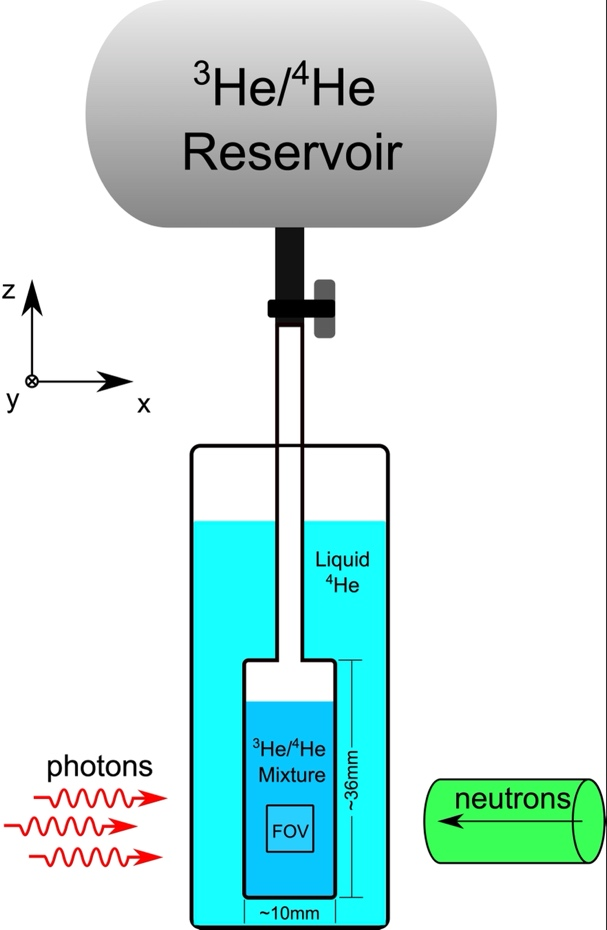 ³He/⁴He
Reservoir
z
y
x
Liquid
⁴He
³He/⁴He
Mixture
FOV
~36mm
~10mm
photons
neutrons